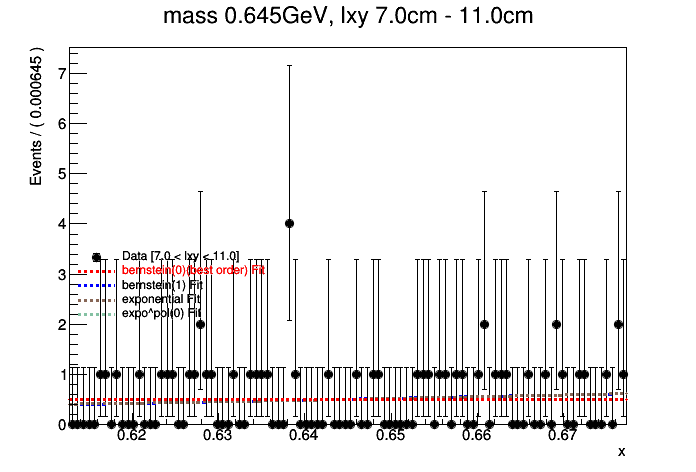 mass 0.645GeV, lxy 7.0cm - 11.0cm
Events / ( 0.000645 )
7
6
5
4
3
2
1
0
Data [7.0 < lxy < 11.0]
bernstein(0)(best order) Fit
bernstein(1) Fit
exponential Fit
expo^pol(0) Fit
0.62 0.63 0.64 0.65 0.66 0.67
x